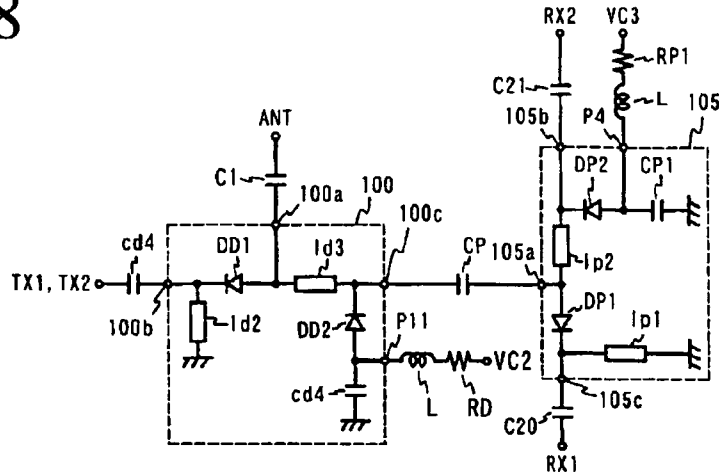 8
RX2 VC3
RP1
C21
L 105
105b P4
ANT
DP2 CP1
C1
100a 100 100c
cd4 DD1 ld3 CP 105a lp2
TX1, TX2
DP1
100b ld2 DD2 P11 lp1
VC2
cd4 L RD
105c
C20
RX1